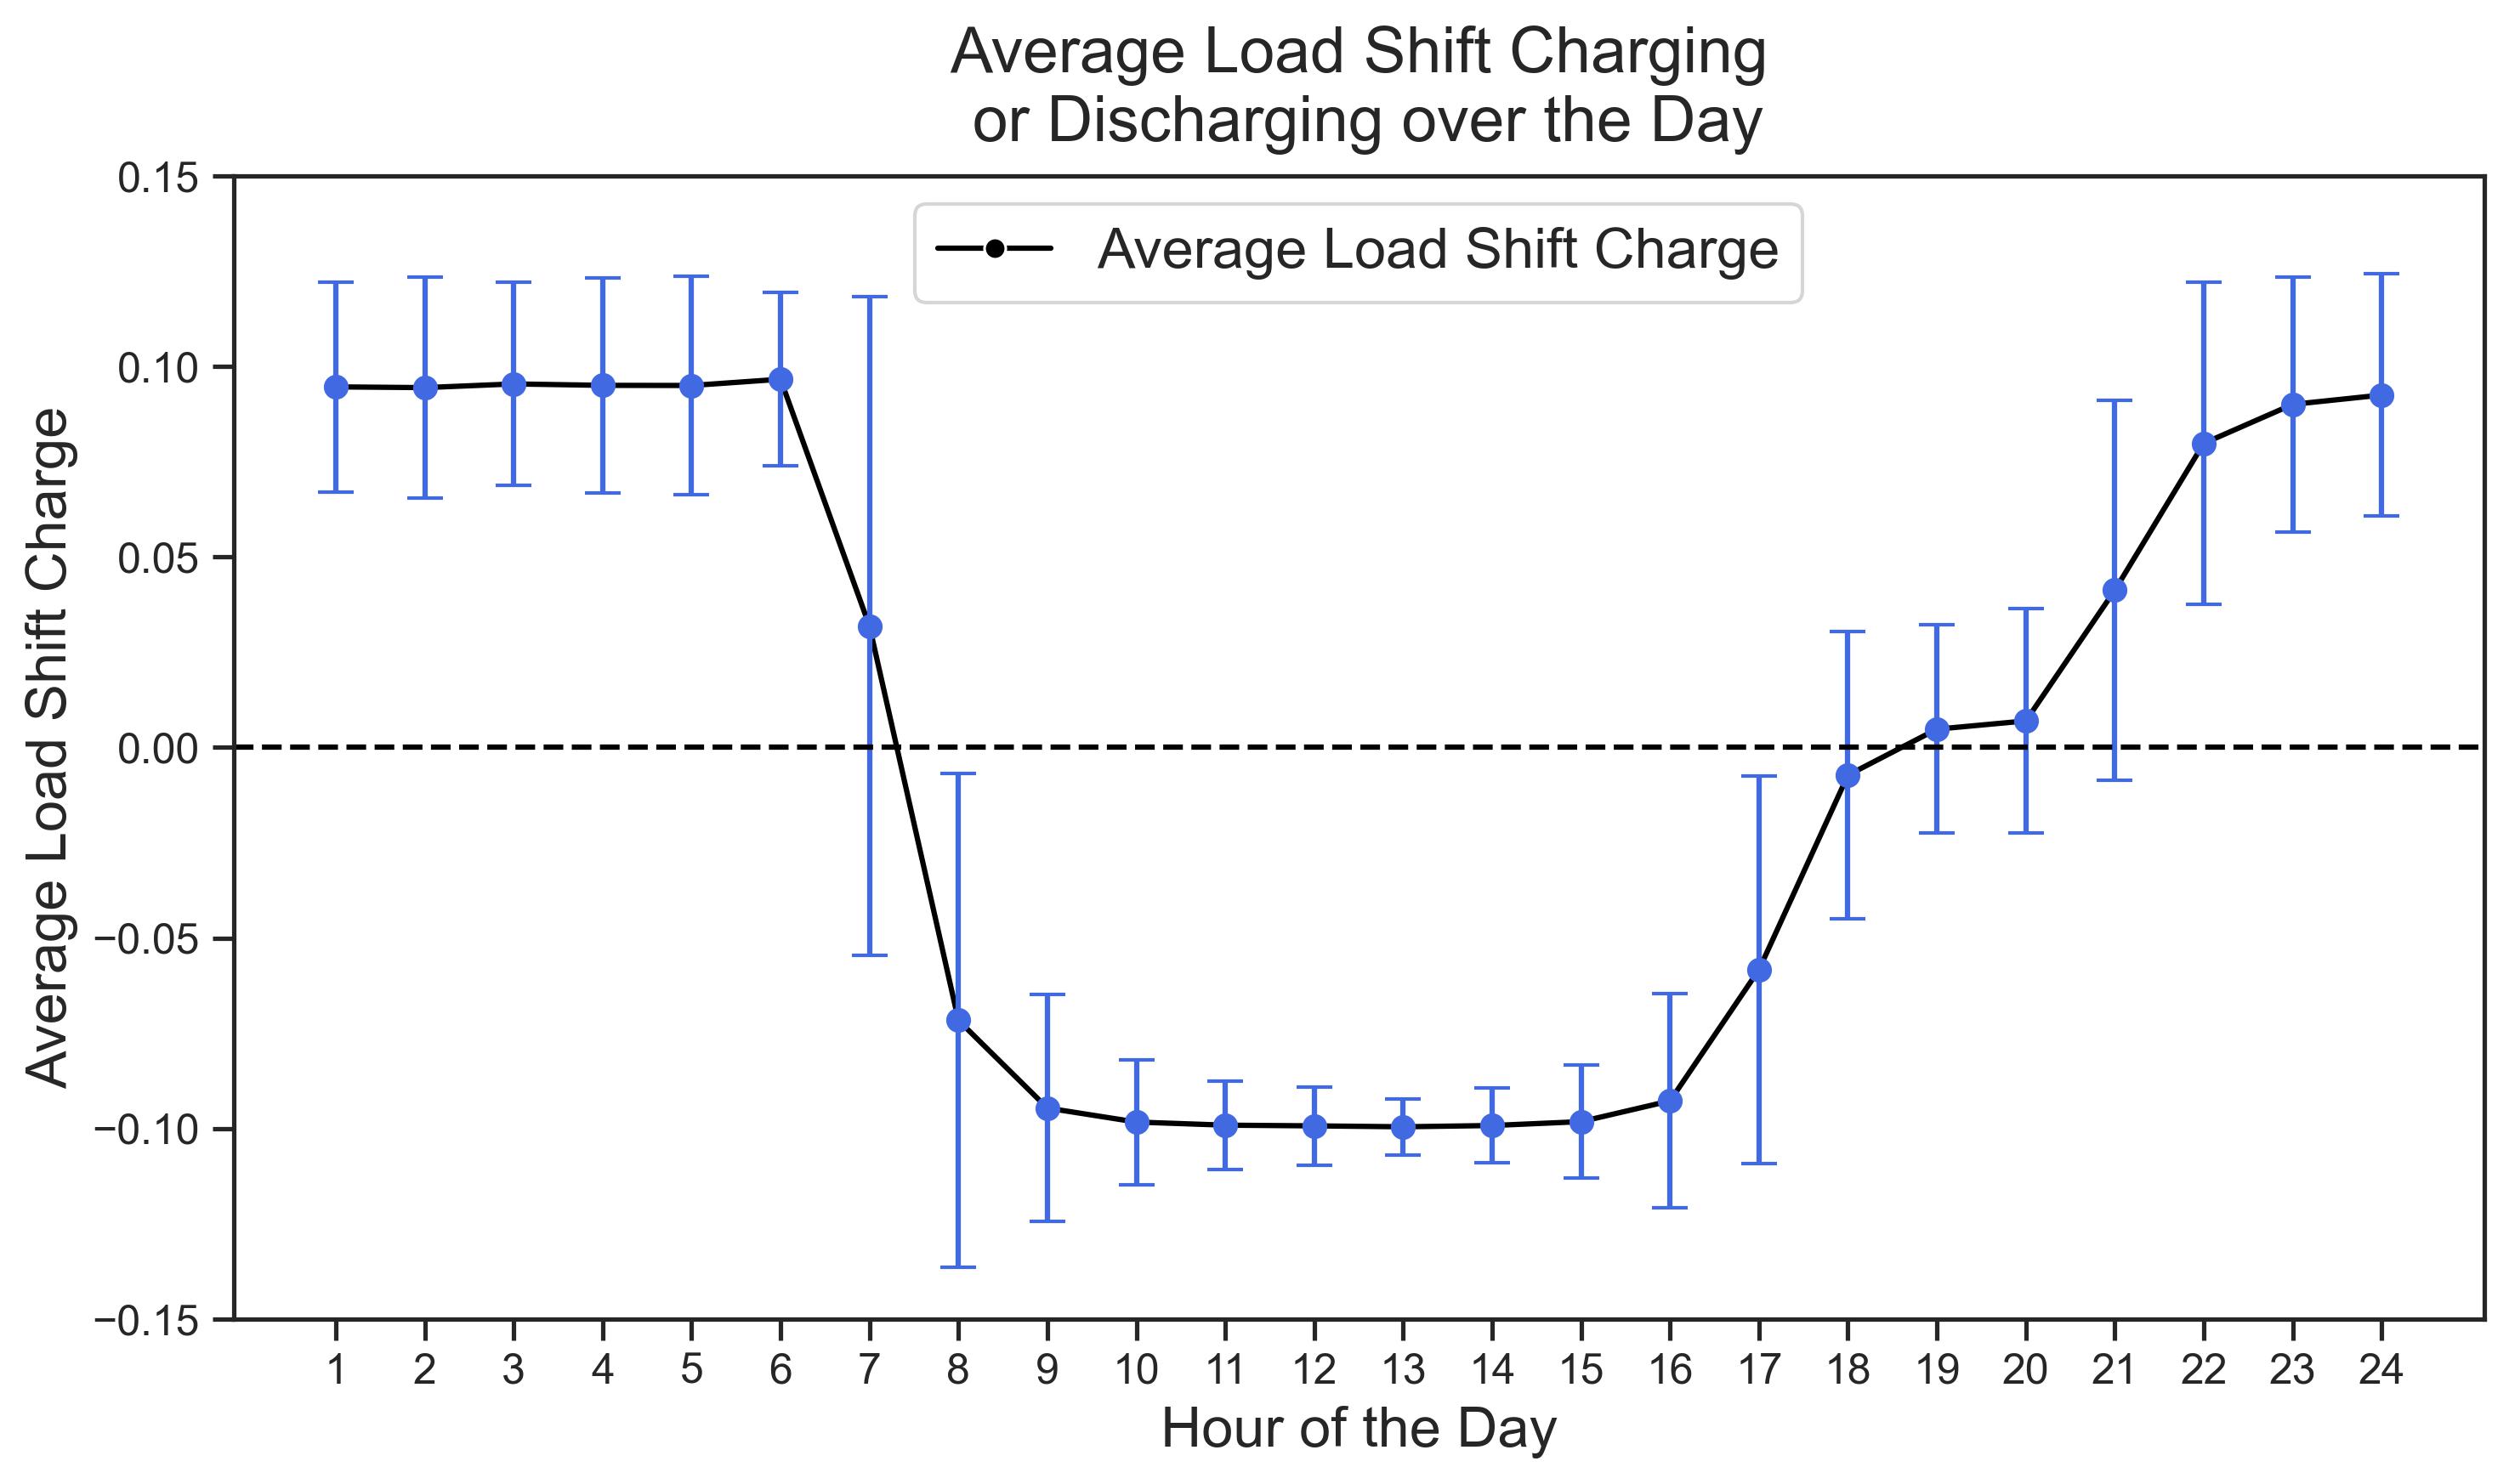 Average Load Shift Charging
or Discharging over the Day
Average Load Shift Charge
0.15
0.10
0.05
0.00
−0.05
−0.10
−0.15
Average Load Shift Charge
1 2 3 4 5 6 7 8 9 10 11 12 13 14 15 16 17 18 19 20 21 22 23 24
Hour of the Day